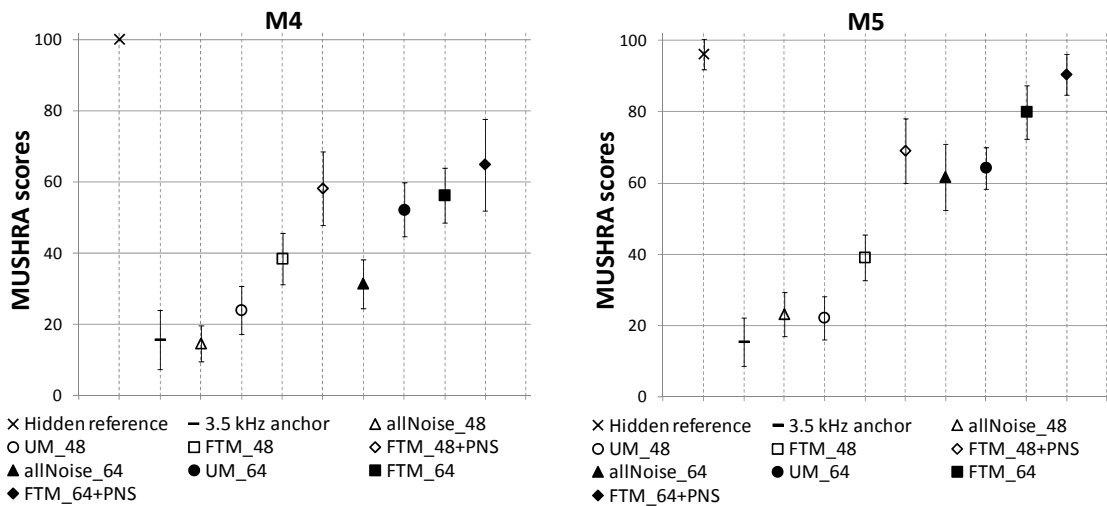 M4
MUSHRA scores
100
80
60
40
20
0
× Hidden reference – 3.5 kHz anchor △ allNoise_48
○ UM_48 □ FTM_48 ◇ FTM_48+PNS
▲ allNoise_64 ● UM_64 ■ FTM_64
◆ FTM_64+PNS
M5
MUSHRA scores
100
80
60
40
20
0
× Hidden reference – 3.5 kHz anchor △ allNoise_48
○ UM_48 □ FTM_48 ◇ FTM_48+PNS
▲ allNoise_64 ● UM_64 ■ FTM_64
◆ FTM_64+PNS